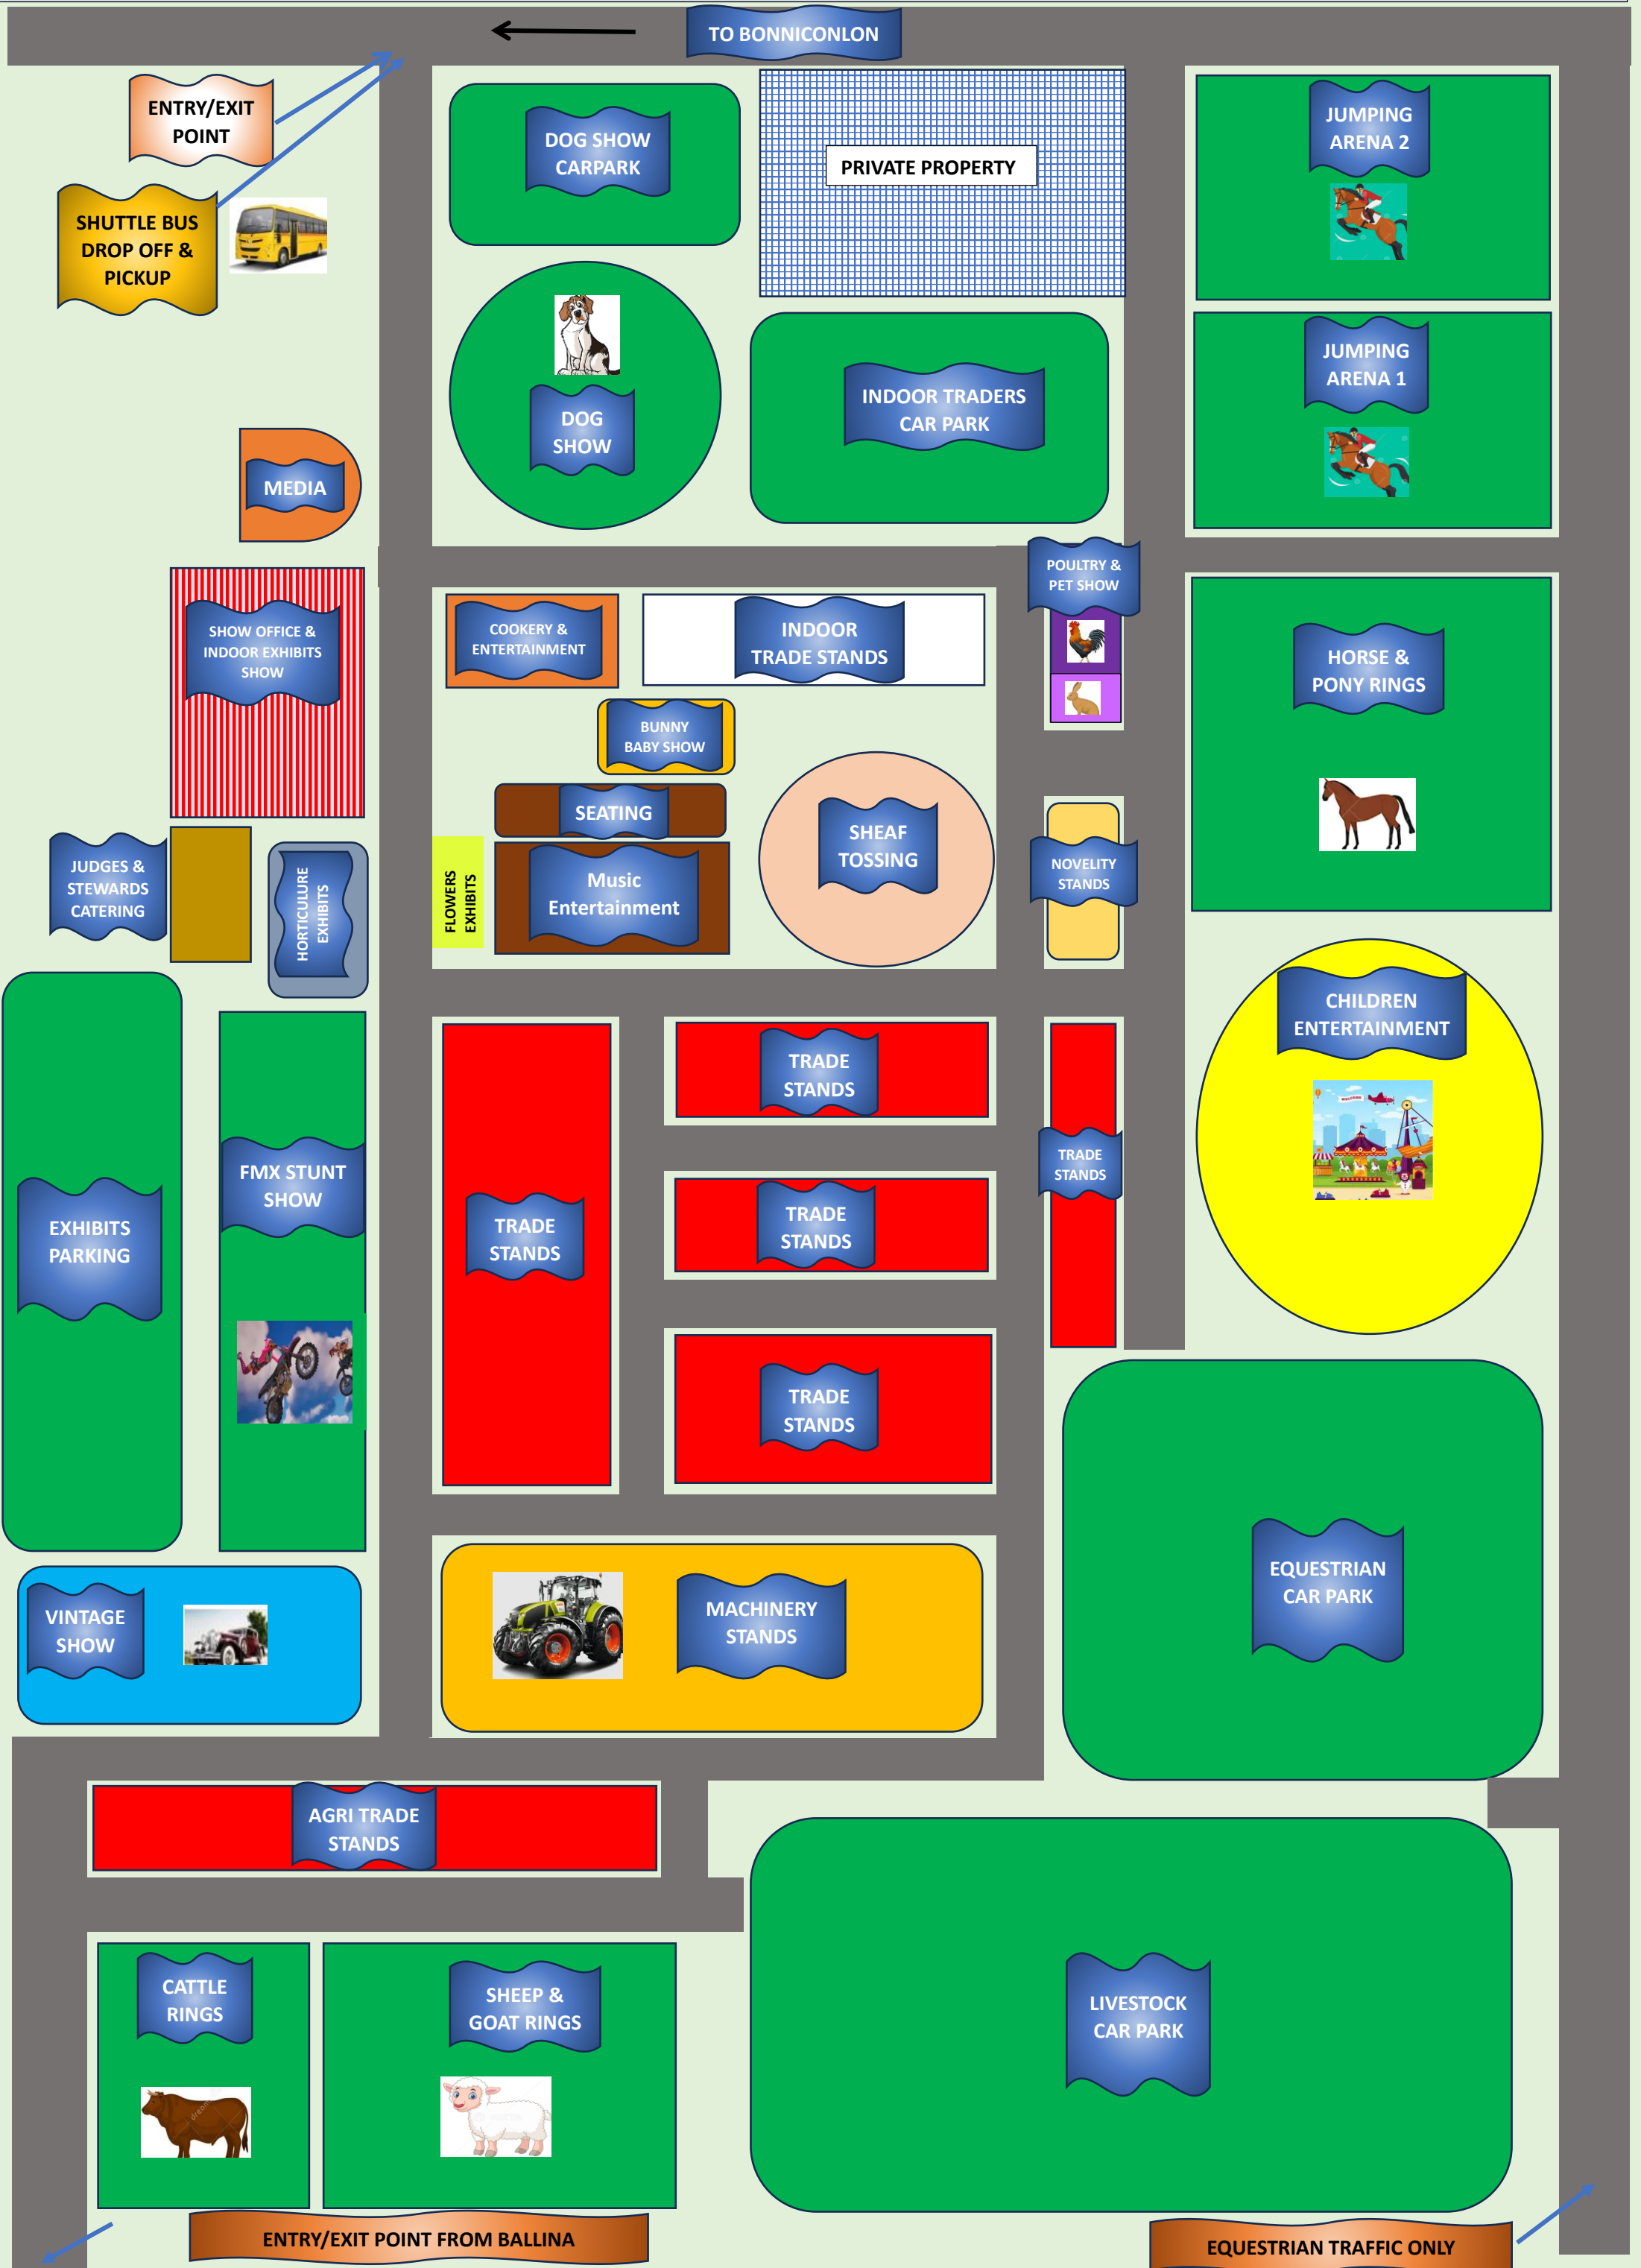 TO BONNICONLON
ENTRY/EXIT
POINT
SHUTTLE BUS
DROP OFF &
PICKUP
DOG SHOW
CARPARK
PRIVATE PROPERTY
JUMPING
ARENA 2
DOG
SHOW
INDOOR TRADERS
CAR PARK
JUMPING
ARENA 1
MEDIA
POULTRY &
PET SHOW
SHOW OFFICE &
INDOOR EXHIBITS
SHOW
COOKERY &
ENTERTAINMENT
INDOOR
TRADE STANDS
HORSE &
PONY RINGS
BUNNY
BABY SHOW
SEATING
SHEAF
TOSSING
JUDGES &
STEWARDS
CATERING
HORTICULURE
EXHIBITS
FLOWERS
EXHIBITS
Music
Entertainment
NOVELITY
STANDS
CHILDREN
ENTERTAINMENT
TRADE
STANDS
TRADE
STANDS
FMX STUNT
SHOW
EXHIBITS
PARKING
TRADE
STANDS
TRADE
STANDS
TRADE
STANDS
EQUESTRIAN
CAR PARK
VINTAGE
SHOW
MACHINERY
STANDS
AGRI TRADE
STANDS
CATTLE
RINGS
SHEEP &
GOAT RINGS
LIVESTOCK
CAR PARK
ENTRY/EXIT POINT FROM BALLINA
EQUESTRIAN TRAFFIC ONLY